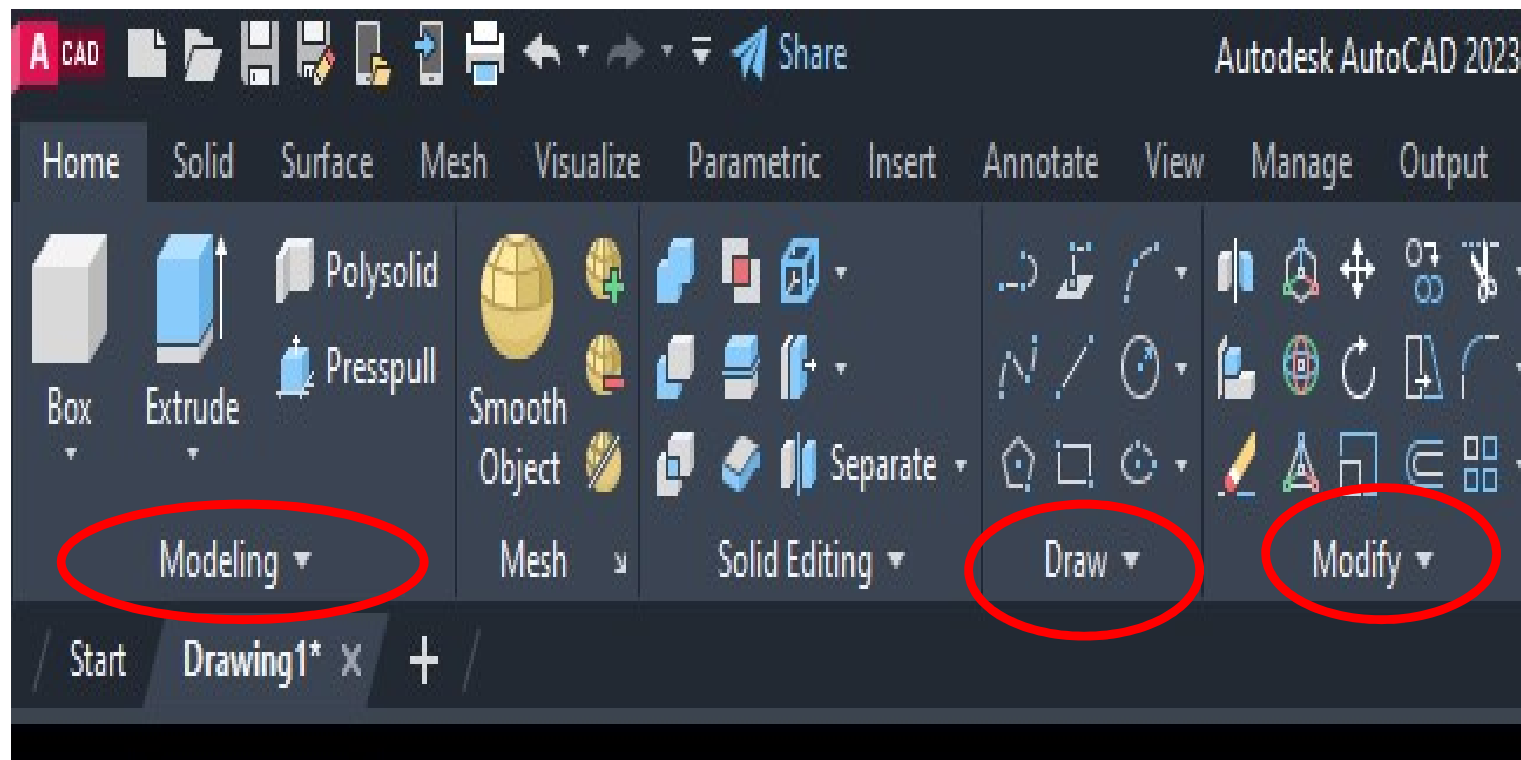 A CAD Share Autodesk AutoCAD 2023
Home Solid Surface Mesh Visualize Parametric Insert Annotate View Manage Output
Box
Extrude
Polysolid
Presspull
Modeling
Smooth
Object
Mesh
Separate
Solid Editing
Draw
Modify
Start Drawing1* X +